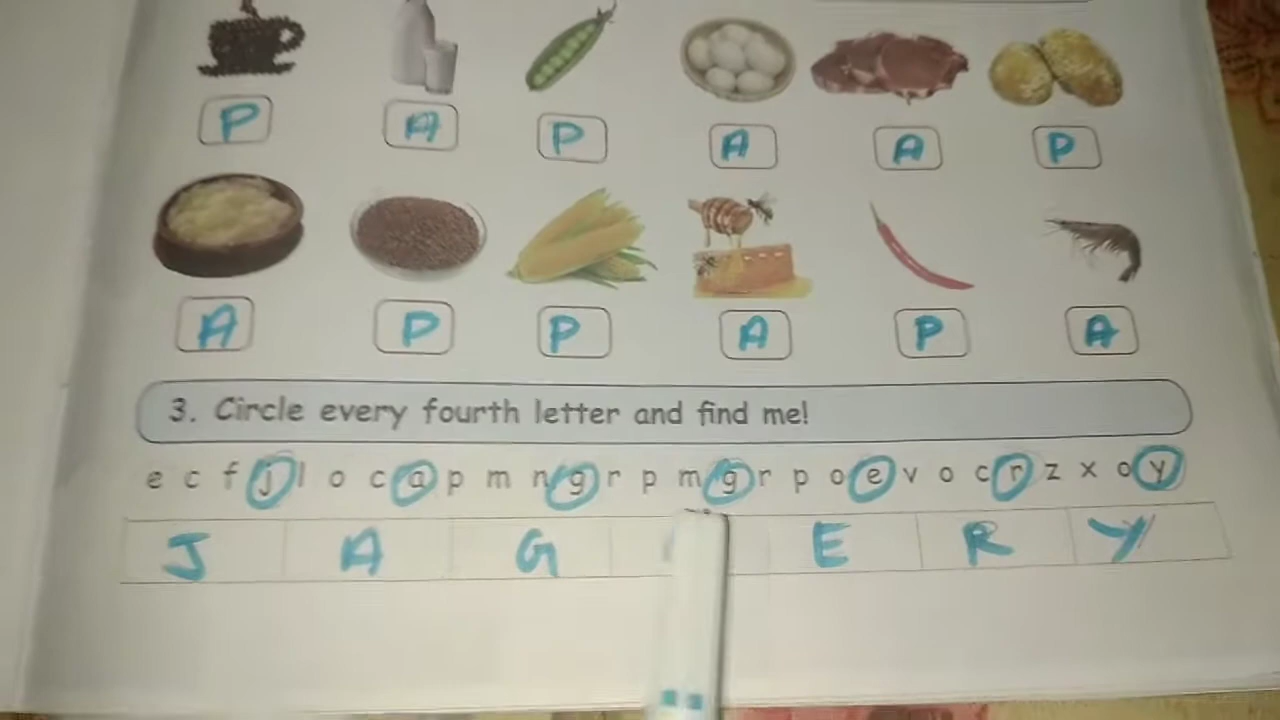 P A P A A P
A P P A P A
3. Circle every fourth letter and find me!
e c f j l o c a p m n g r p m g r p o e v o c r z x o y
J A G E R Y